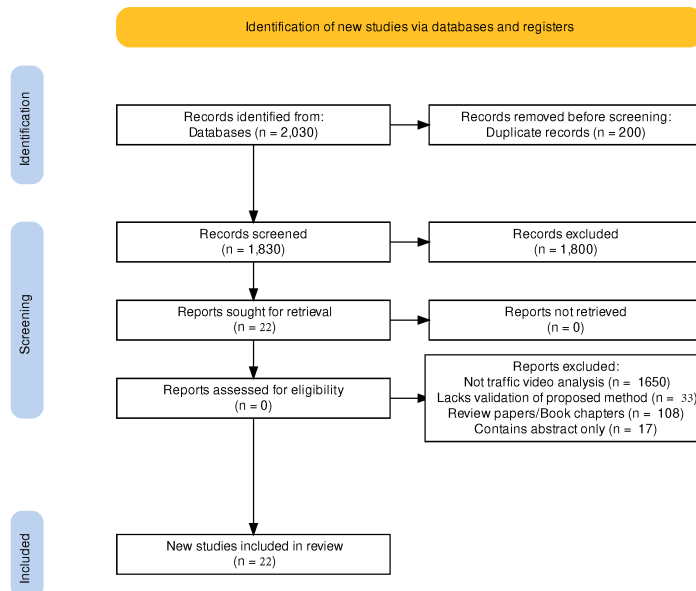 Identification of new studies via databases and registers
Identification
Records identified from:
Databases (n = 2,030)
Records removed before screening:
Duplicate records (n = 200)
Screening
Records screened
(n = 1,830)
Records excluded
(n = 1,800)
Reports sought for retrieval
(n = 22)
Reports not retrieved
(n = 0)
Reports assessed for eligibility
(n = 0)
Reports excluded:
Not traffic video analysis (n = 1650)
Lacks validation of proposed method (n = 33)
Review papers/Book chapters (n = 108)
Contains abstract only (n = 17)
Included
New studies included in review
(n = 22)